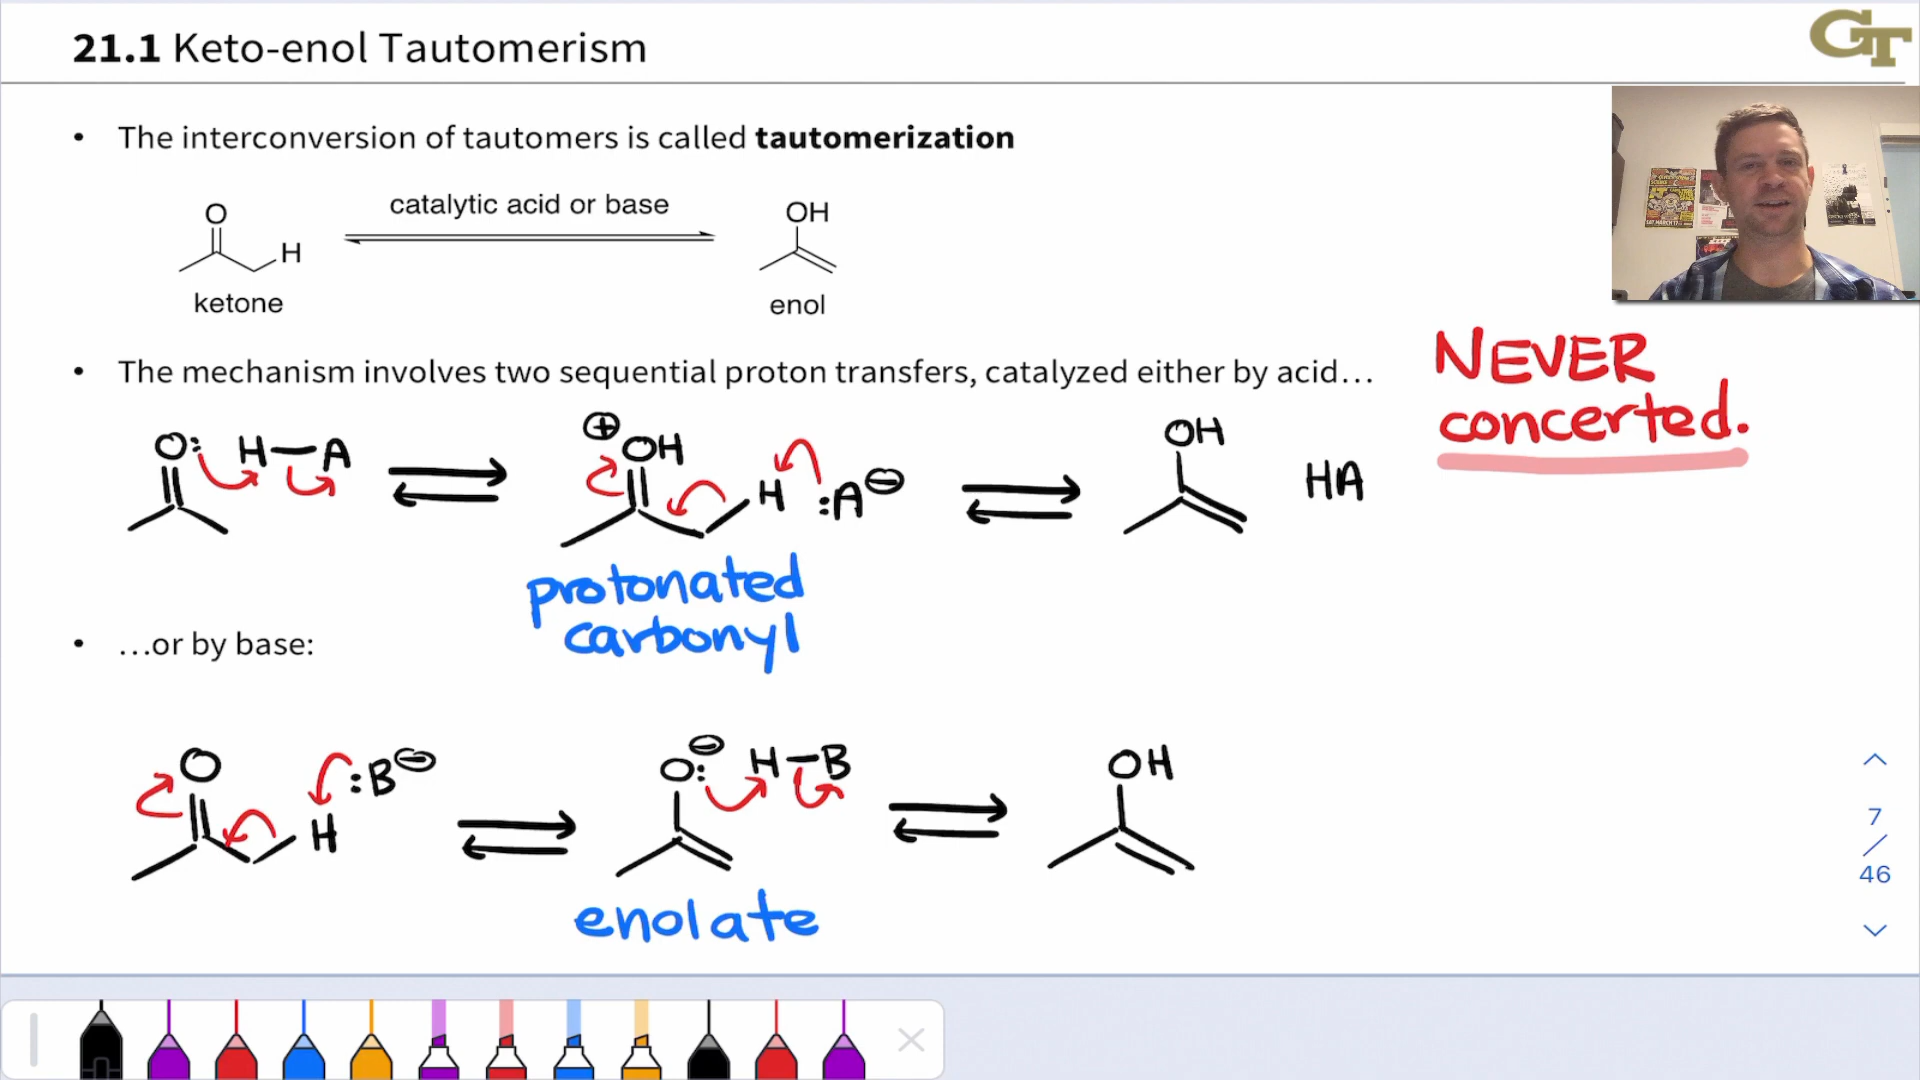 21.1 Keto-enol Tautomerism
GT
• The interconversion of tautomers is called tautomerization
O
H
ketone
catalytic acid or base
OH
enol
• The mechanism involves two sequential proton transfers, catalyzed either by acid...
NEVER
concerted.
O: H—A
⊕
OH
H :A⊖
OH
HA
protonated
carbonyl
• ...or by base:
O
H
:B⊖
⊖
O: H—B
OH
enolate
7
/
46